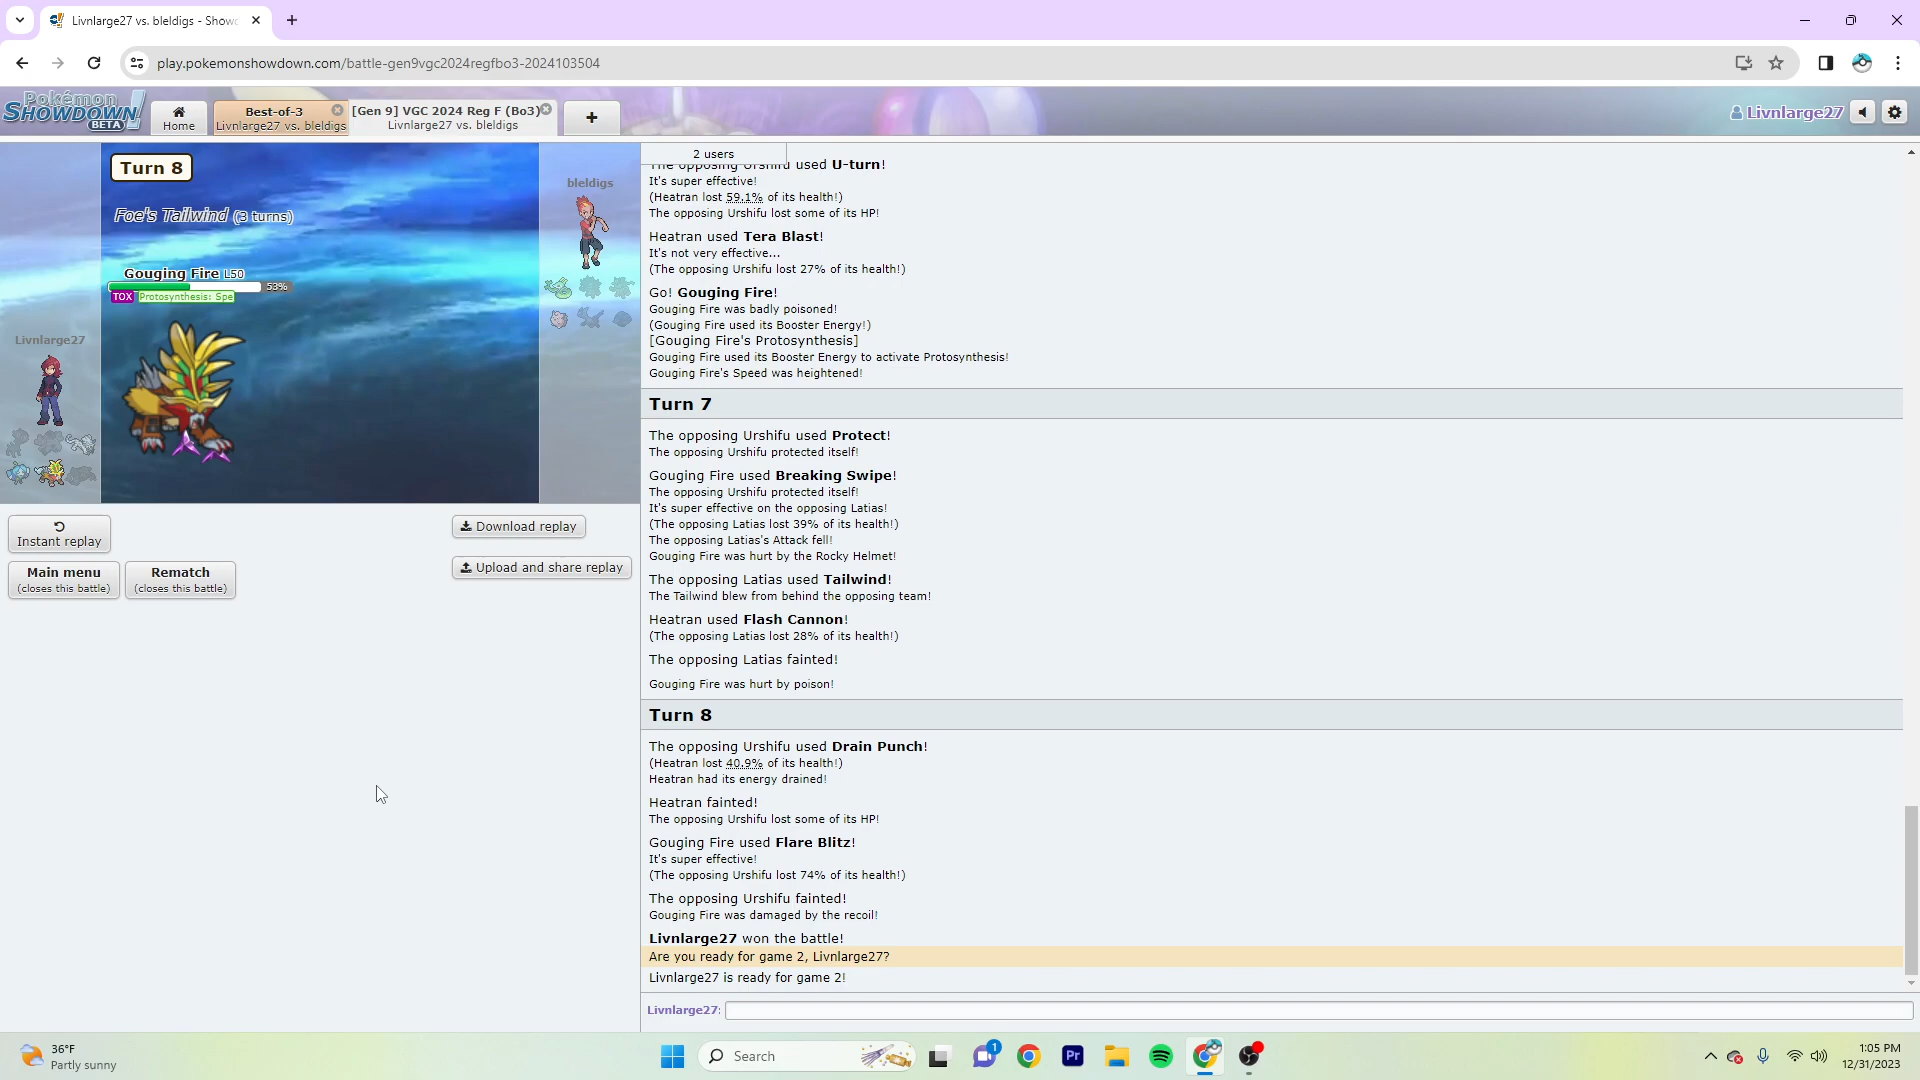 Livnlarge27 vs. bleldigs - Showd
play.pokemonshowdown.com/battle-gen9vgc2024regfbo3-2024103504
Pokémon
SHOWDOWN!
BETA
Home
Best-of-3
Livnlarge27 vs. bleldigs
[Gen 9] VGC 2024 Reg F (Bo3)
Livnlarge27 vs. bleldigs
Livnlarge27
Turn 8
Foe's Tailwind (3 turns)
Gouging Fire L50
53%
TOX Protosynthesis: Spe
bleldigs
Livnlarge27
Instant replay
Download replay
Upload and share replay
Main menu
(closes this battle)
Rematch
(closes this battle)
2 users
The opposing Urshifu used U-turn!
It's super effective!
(Heatran lost 59.1% of its health!)
The opposing Urshifu lost some of its HP!
Heatran used Tera Blast!
It's not very effective...
(The opposing Urshifu lost 27% of its health!)
Go! Gouging Fire!
Gouging Fire was badly poisoned!
(Gouging Fire used its Booster Energy!)
[Gouging Fire's Protosynthesis]
Gouging Fire used its Booster Energy to activate Protosynthesis!
Gouging Fire's Speed was heightened!
Turn 7
The opposing Urshifu used Protect!
The opposing Urshifu protected itself!
Gouging Fire used Breaking Swipe!
The opposing Urshifu protected itself!
It's super effective on the opposing Latias!
(The opposing Latias lost 39% of its health!)
The opposing Latias's Attack fell!
Gouging Fire was hurt by the Rocky Helmet!
The opposing Latias used Tailwind!
The Tailwind blew from behind the opposing team!
Heatran used Flash Cannon!
(The opposing Latias lost 28% of its health!)
The opposing Latias fainted!
Gouging Fire was hurt by poison!
Turn 8
The opposing Urshifu used Drain Punch!
(Heatran lost 40.9% of its health!)
Heatran had its energy drained!
Heatran fainted!
The opposing Urshifu lost some of its HP!
Gouging Fire used Flare Blitz!
It's super effective!
(The opposing Urshifu lost 74% of its health!)
The opposing Urshifu fainted!
Gouging Fire was damaged by the recoil!
Livnlarge27 won the battle!
Are you ready for game 2, Livnlarge27?
Livnlarge27 is ready for game 2!
Livnlarge27:
36°F
Partly sunny
Search
1
Pr
1:05 PM
12/31/2023